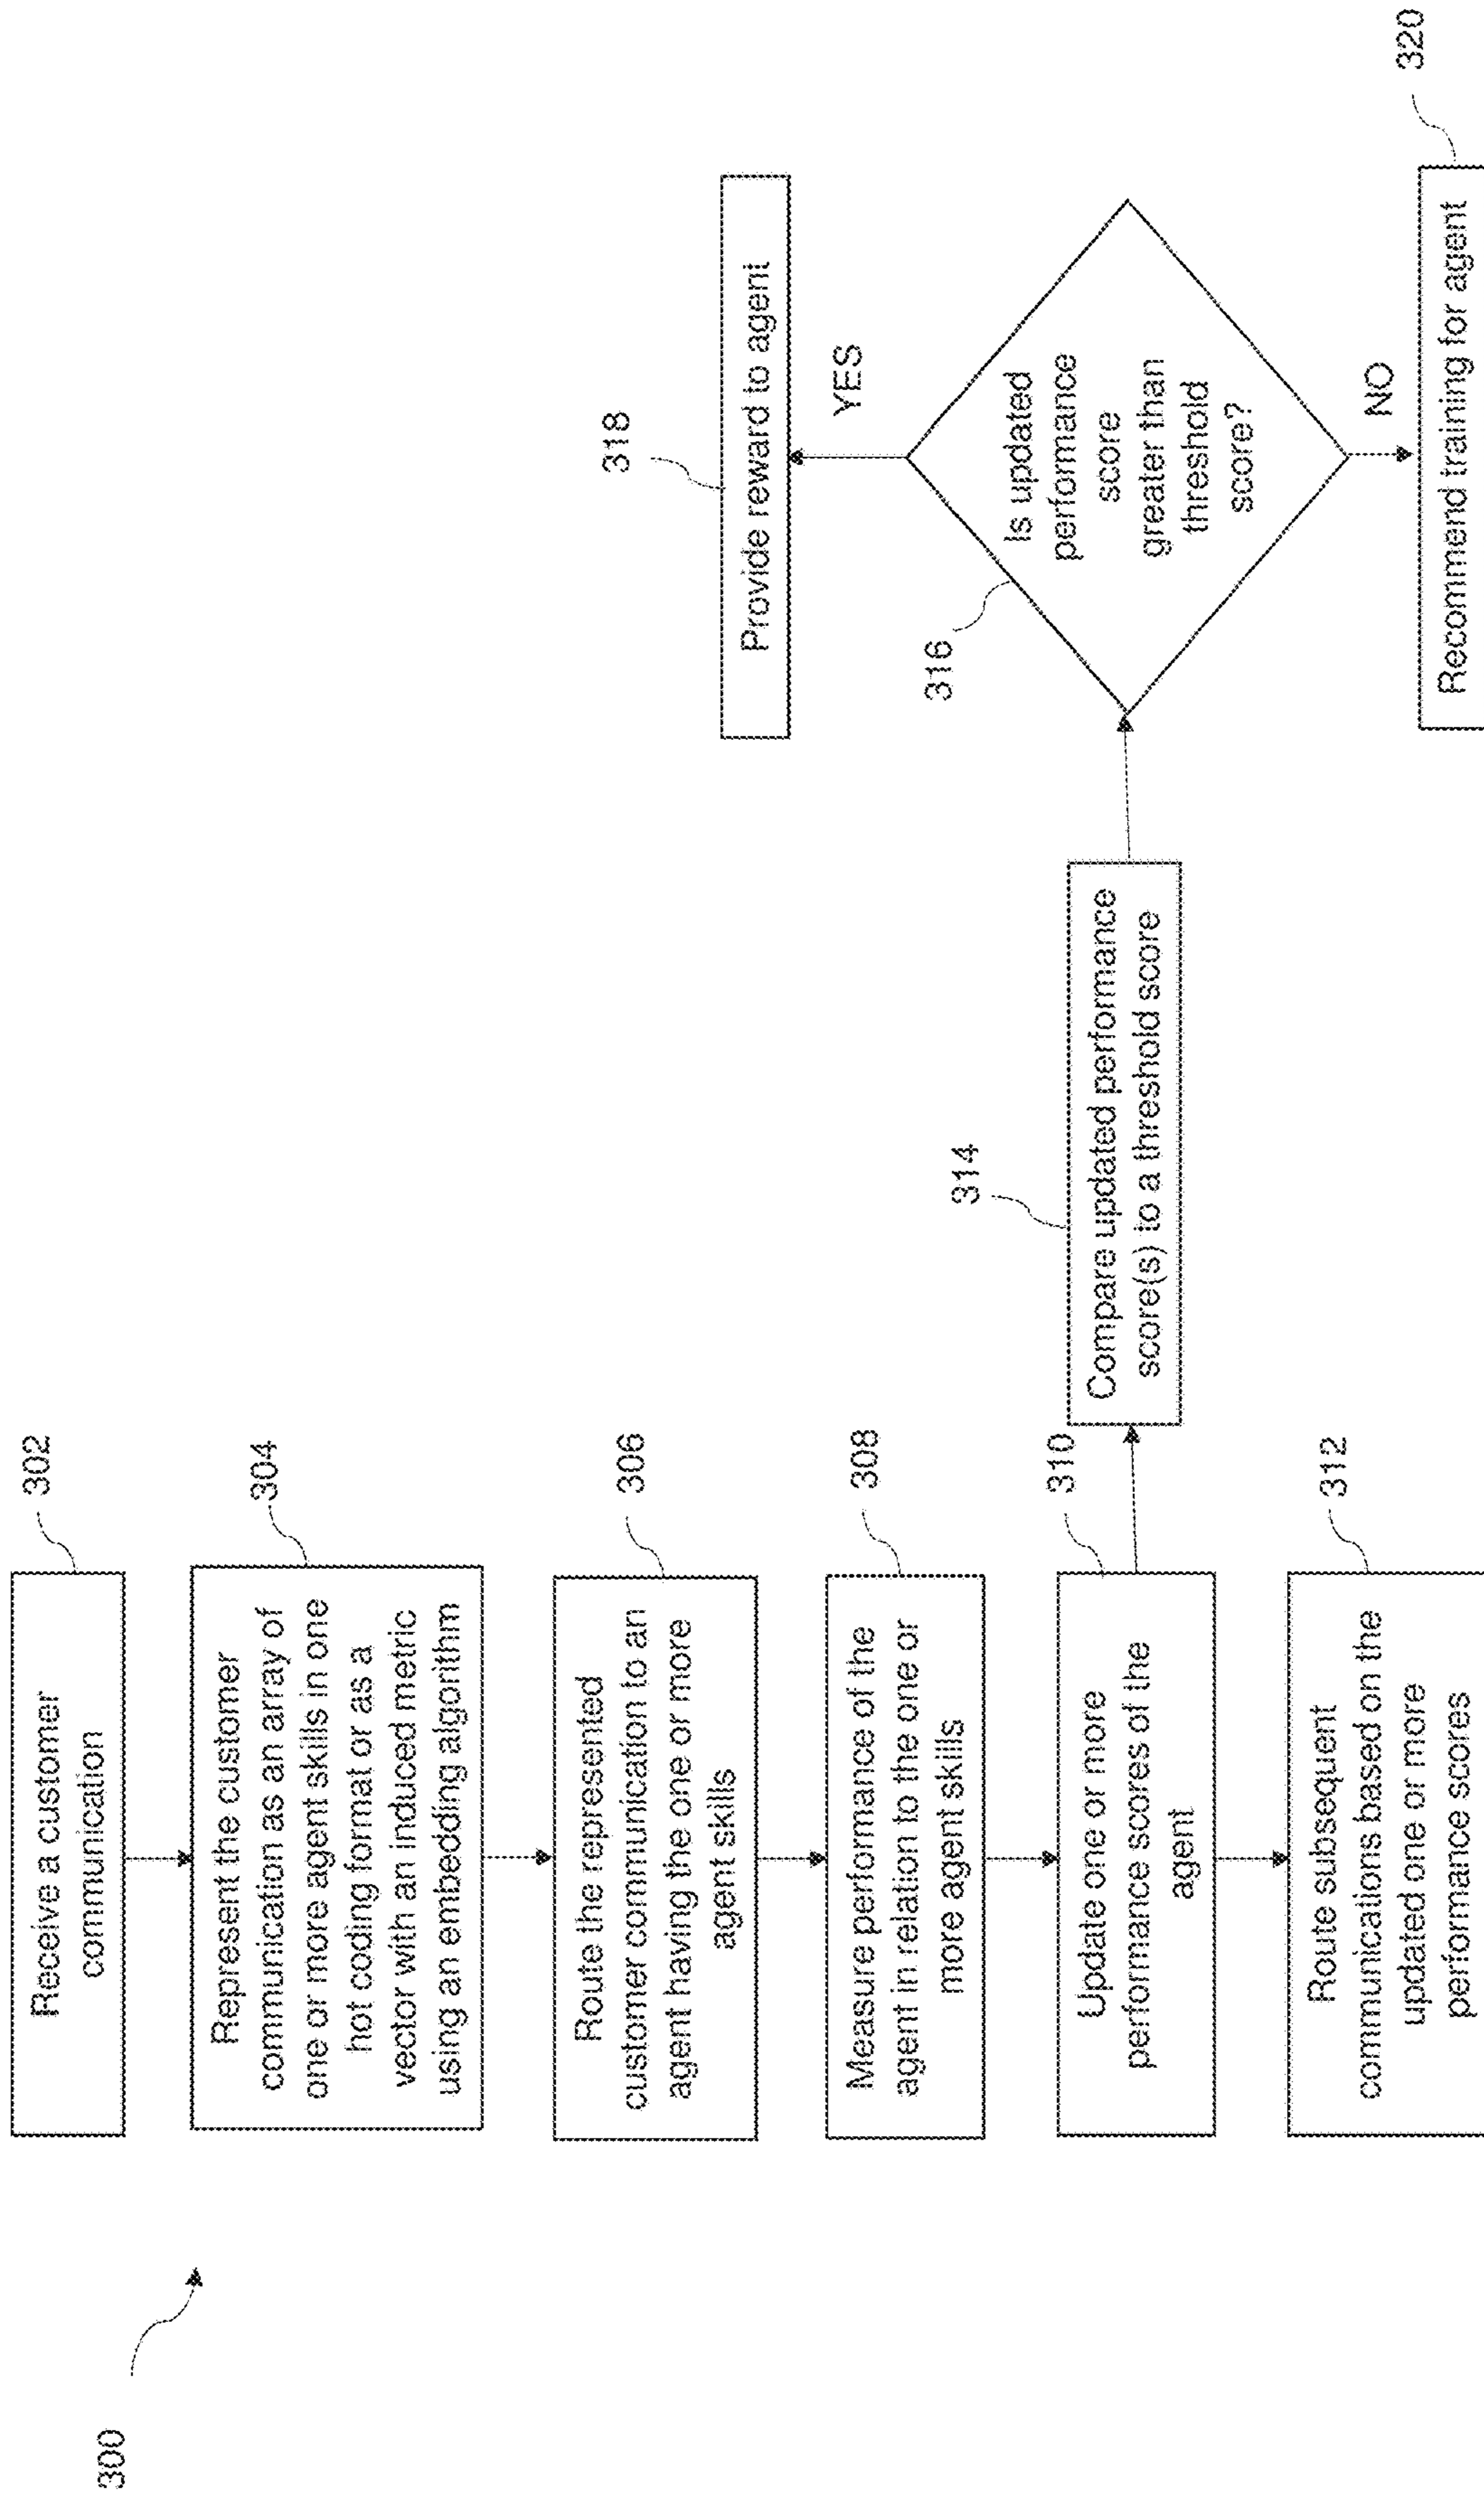 300
302
Receive a customer
communication
304
Represent the customer
communication as an array of
one or more agent skills in one
hot coding format or as a
vector with an induced metric
using an embedding algorithm
306
Route the represented
customer communication to an
agent having the one or more
agent skills
308
Measure performance of the
agent in relation to the one or
more agent skills
310
Update one or more
performance scores of the
agent
312
Route subsequent
communications based on the
updated one or more
performance scores
314
Compare updated performance
score(s) to a threshold score
316
Is updated
performance
score
greater than
threshold
score?
YES
318
Provide reward to agent
NO
320
Recommend training for agent